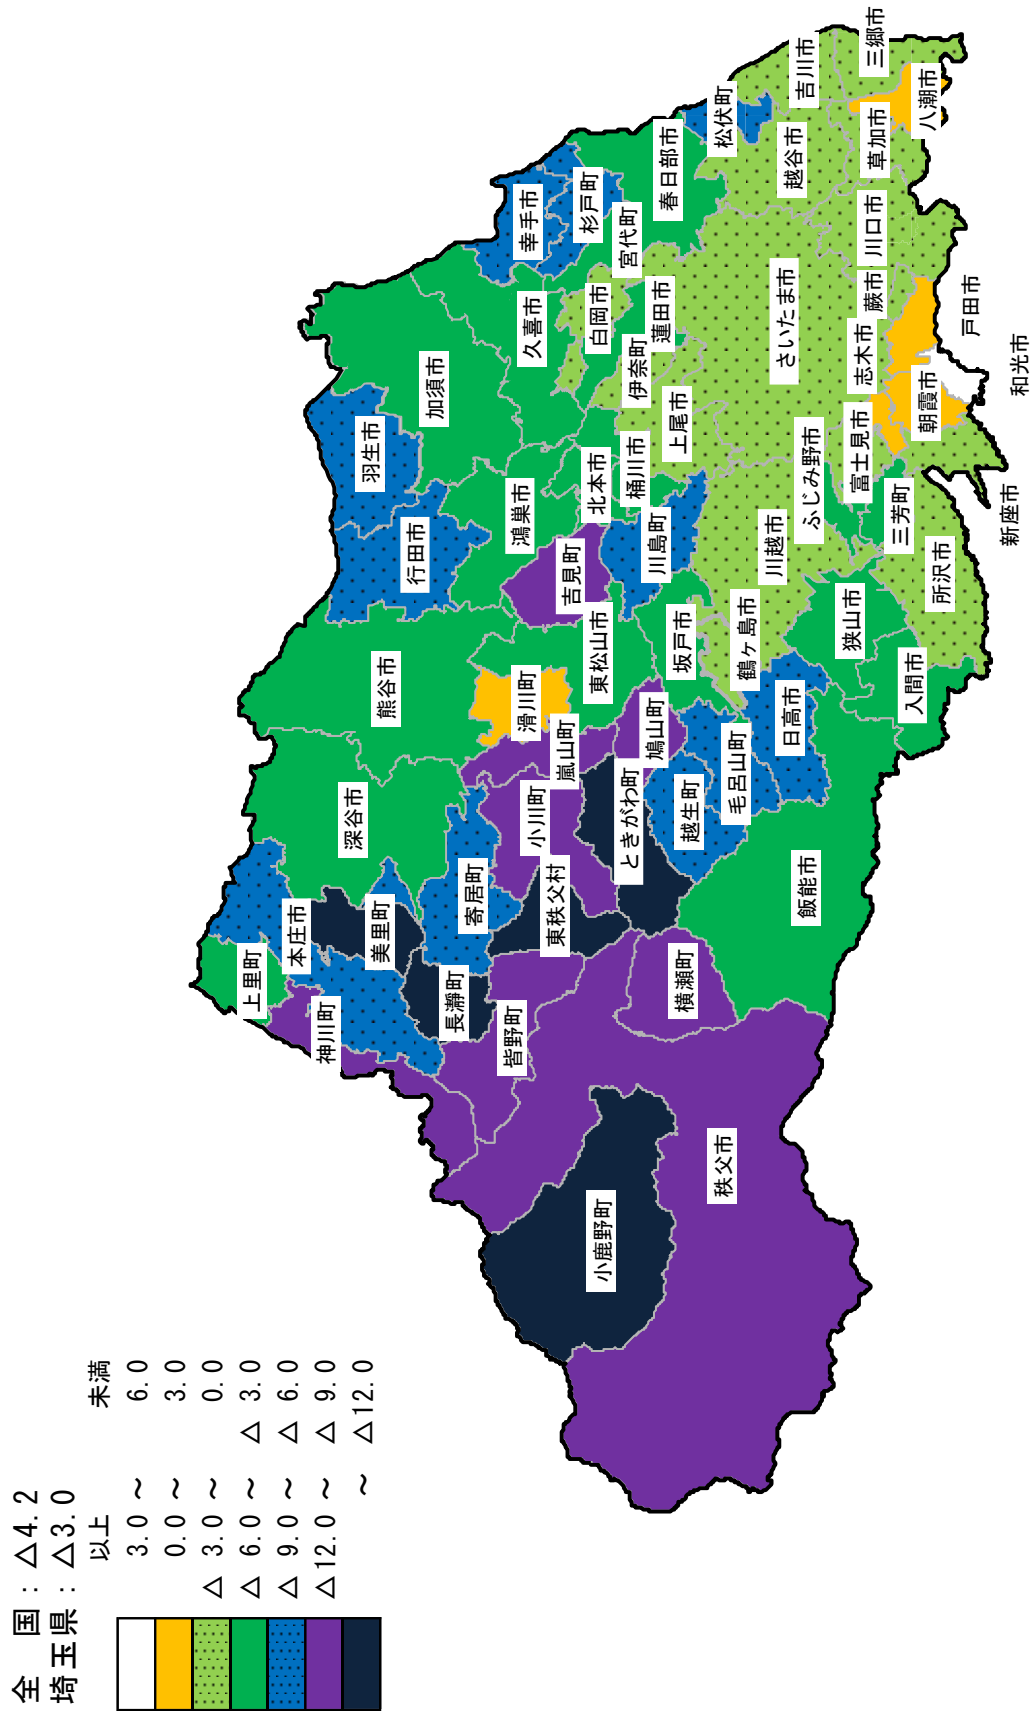 全　国：△4.2
埼玉県：△3.0
以上　　未満
3.0 ～ 6.0
0.0 ～ 3.0
△ 3.0 ～ 0.0
△ 6.0 ～ △ 3.0
△ 9.0 ～ △ 6.0
△12.0 ～ △ 9.0
～ △12.0
上里町
本庄市
神川町
美里町
深谷市
熊谷市
長瀞町
寄居町
皆野町
東秩父村
小川町
嵐山町
滑川町
ときがわ町
鳩山町
東松山市
吉見町
行田市
羽生市
加須市
鴻巣市
北本市
桶川市
久喜市
幸手市
杉戸町
宮代町
白岡市
蓮田市
伊奈町
上尾市
春日部市
松伏町
吉川市
三郷市
越谷市
草加市
八潮市
川口市
蕨市
戸田市
さいたま市
志木市
朝霞市
和光市
新座市
富士見市
ふじみ野市
三芳町
川越市
川島町
坂戸市
鶴ヶ島市
狭山市
所沢市
入間市
日高市
毛呂山町
越生町
飯能市
横瀬町
秩父市
小鹿野町